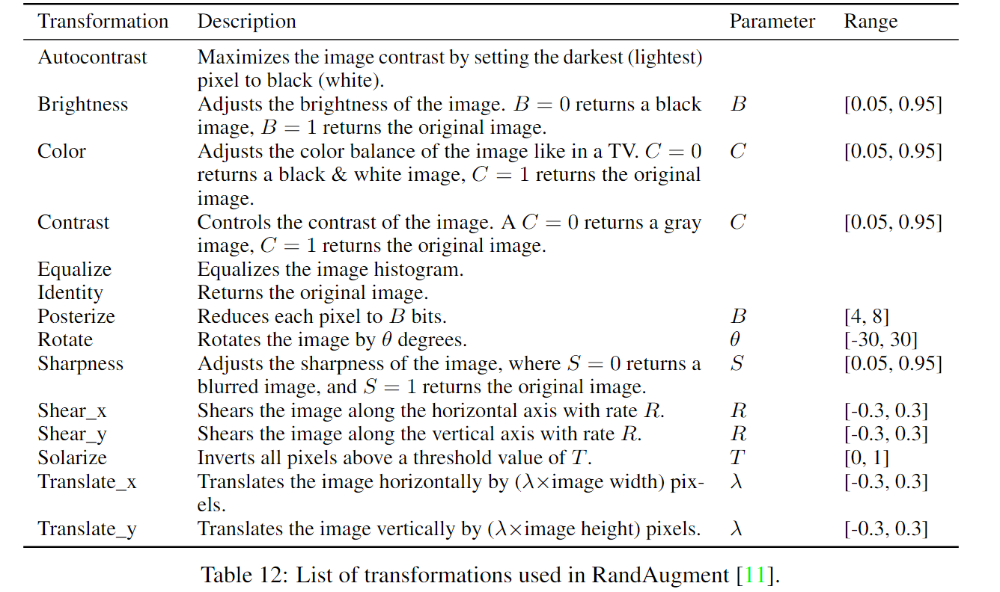 Transformation Description Parameter Range
Autocontrast Maximizes the image contrast by setting the darkest (lightest)
pixel to black (white).
Brightness Adjusts the brightness of the image. B = 0 returns a black B [0.05, 0.95]
image, B = 1 returns the original image.
Color Adjusts the color balance of the image like in a TV. C = 0 C [0.05, 0.95]
returns a black & white image, C = 1 returns the original
image.
Contrast Controls the contrast of the image. A C = 0 returns a gray C [0.05, 0.95]
image, C = 1 returns the original image.
Equalize Equalizes the image histogram.
Identity Returns the original image.
Posterize Reduces each pixel to B bits. B [4, 8]
Rotate Rotates the image by θ degrees. θ [-30, 30]
Sharpness Adjusts the sharpness of the image, where S = 0 returns a S [0.05, 0.95]
blurred image, and S = 1 returns the original image.
Shear_x Shears the image along the horizontal axis with rate R. R [-0.3, 0.3]
Shear_y Shears the image along the vertical axis with rate R. R [-0.3, 0.3]
Solarize Inverts all pixels above a threshold value of T. T [0, 1]
Translate_x Translates the image horizontally by (λ×image width) pix- λ [-0.3, 0.3]
els.
Translate_y Translates the image vertically by (λ×image height) pixels. λ [-0.3, 0.3]
Table 12: List of transformations used in RandAugment [11].